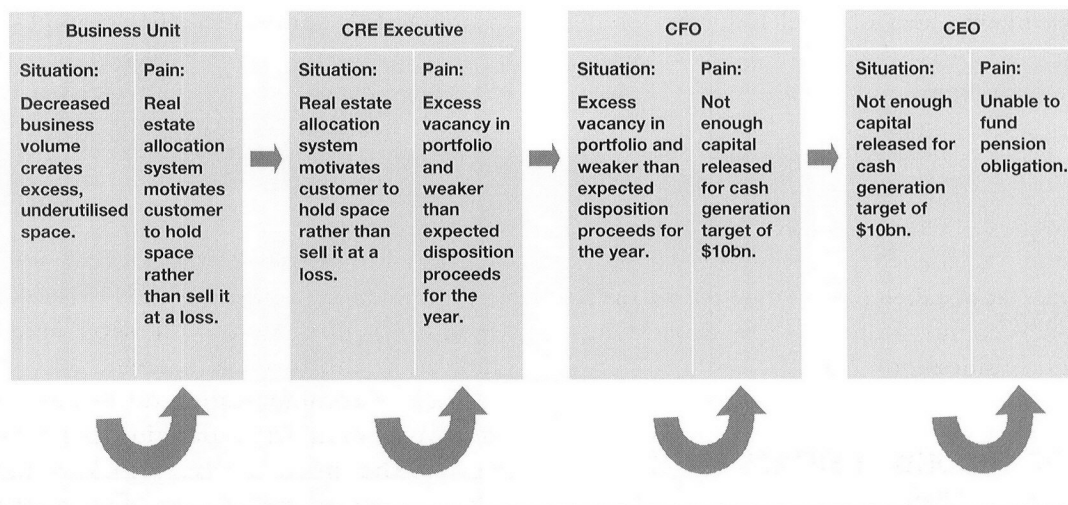 Business Unit
Situation:
Decreased
business
volume
creates
excess,
underutilised
space.
Pain:
Real
estate
allocation
system
motivates
customer
to hold
space
rather
than sell it
at a loss.
CRE Executive
Situation:
Real estate
allocation
system
motivates
customer to
hold space
rather than
sell it at a
loss.
Pain:
Excess
vacancy in
portfolio
and
weaker
than
expected
disposition
proceeds
for the
year.
CFO
Situation:
Excess
vacancy in
portfolio and
weaker than
expected
disposition
proceeds for
the year.
Pain:
Not
enough
capital
released
for cash
generation
target of
$10bn.
CEO
Situation:
Not enough
capital
released for
cash
generation
target of
$10bn.
Pain:
Unable to
fund
pension
obligation.